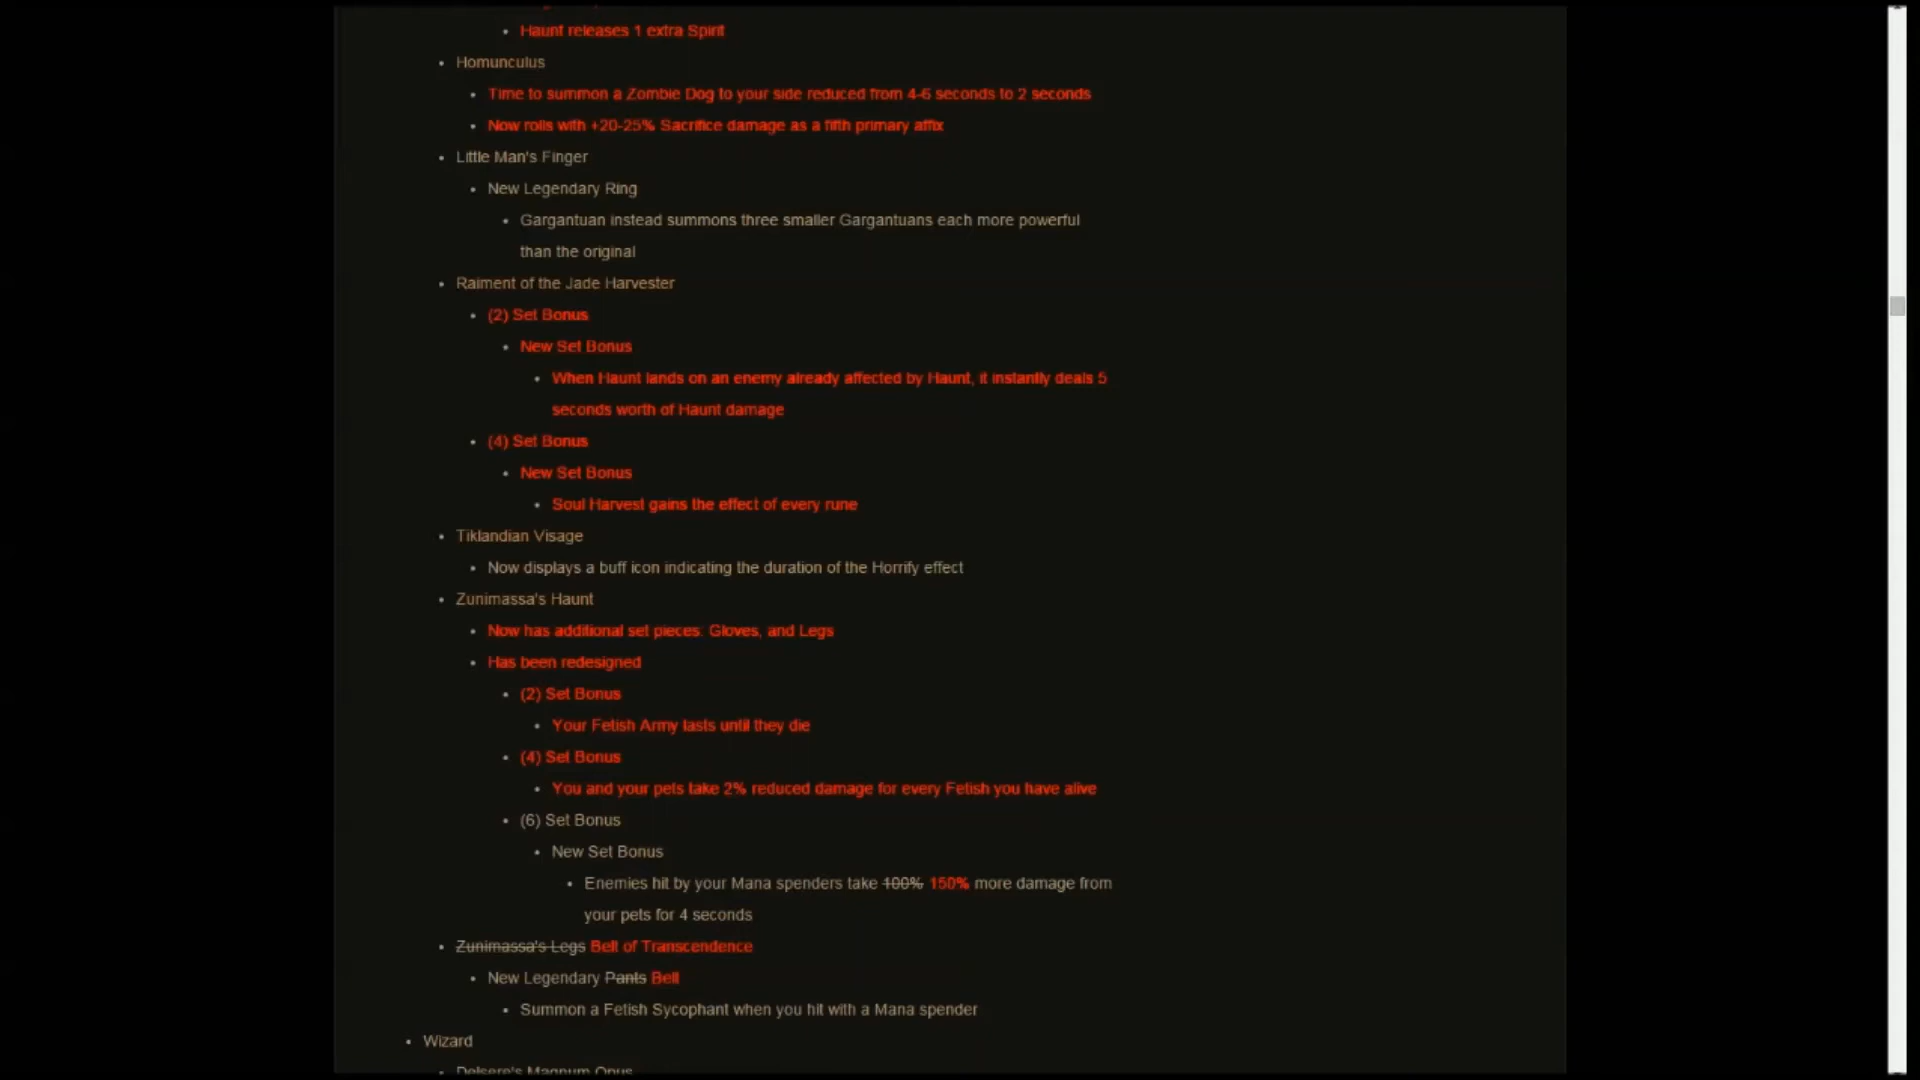 Haunt releases 1 extra Spirit
Homunculus
Time to summon a Zombie Dog to your side reduced from 4-6 seconds to 2 seconds
Now rolls with +20-25% Sacrifice damage as a fifth primary affix
Little Man's Finger
New Legendary Ring
Gargantuan instead summons three smaller Gargantuans each more powerful
than the original
Raiment of the Jade Harvester
(2) Set Bonus
New Set Bonus
When Haunt lands on an enemy already affected by Haunt, it instantly deals 5
seconds worth of Haunt damage
(4) Set Bonus
New Set Bonus
Soul Harvest gains the effect of every rune
Tiklandian Visage
Now displays a buff icon indicating the duration of the Horrify effect
Zunimassa's Haunt
Now has additional set pieces: Gloves, and Legs
Has been redesigned
(2) Set Bonus
Your Fetish Army lasts until they die
(4) Set Bonus
You and your pets take 2% reduced damage for every Fetish you have alive
(6) Set Bonus
New Set Bonus
Enemies hit by your Mana spenders take 100% 150% more damage from
your pets for 4 seconds
Zunimassa's Legs Belt of Transcendence
New Legendary Pants Belt
Summon a Fetish Sycophant when you hit with a Mana spender
Wizard
Delsere's Magnum Opus